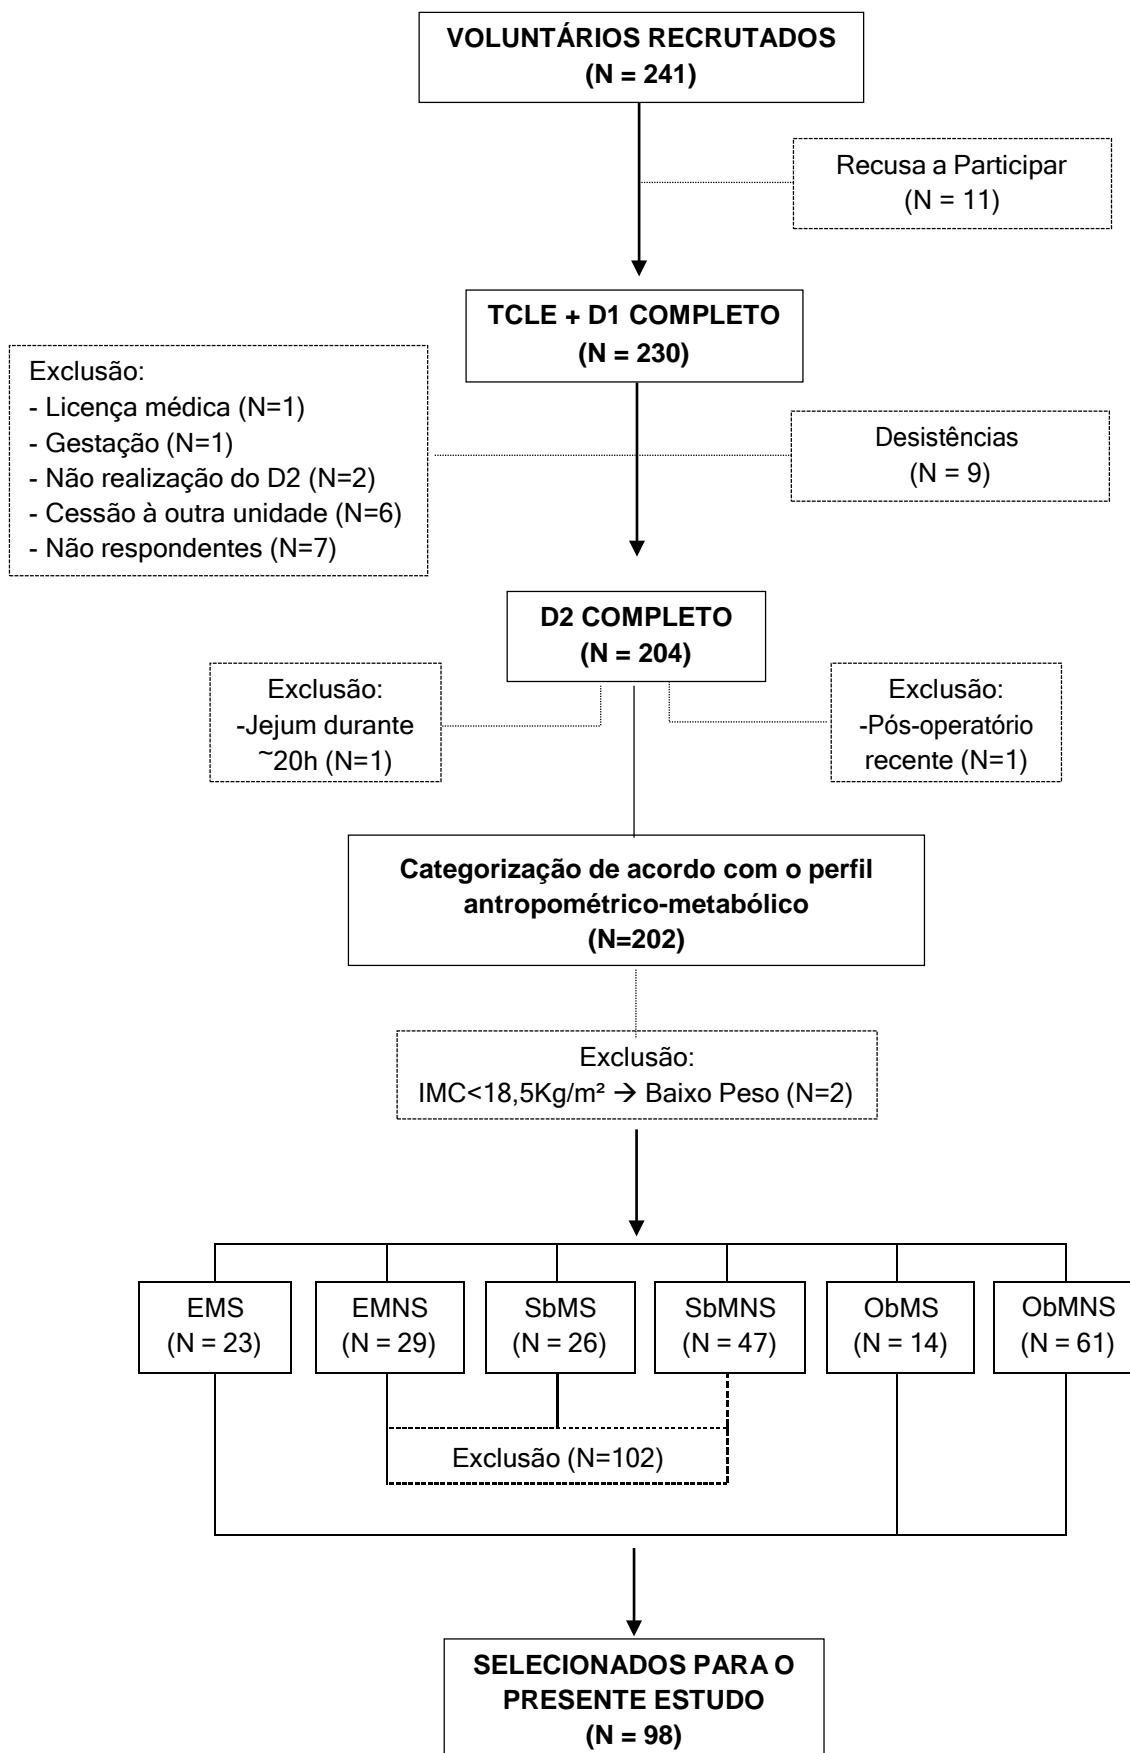 VOLUNTÁRIOS RECRUTADOS
(N = 241)
Recusa a Participar
(N = 11)
TCLE + D1 COMPLETO
(N = 230)
Exclusão:
- Licença médica (N=1)
- Gestação (N=1)
- Não realização do D2 (N=2)
- Cessão à outra unidade (N=6)
- Não respondentes (N=7)
Desistências
(N = 9)
D2 COMPLETO
(N = 204)
Exclusão:
-Jejum durante
~20h (N=1)
Exclusão:
-Pós-operatório
recente (N=1)
Categorização de acordo com o perfil
antropométrico-metabólico
(N=202)
Exclusão:
IMC<18,5Kg/m² → Baixo Peso (N=2)
EMS
(N = 23)
EMNS
(N = 29)
SbMS
(N = 26)
SbMNS
(N = 47)
ObMS
(N = 14)
ObMNS
(N = 61)
Exclusão (N=102)
SELECIONADOS PARA O
PRESENTE ESTUDO
(N = 98)